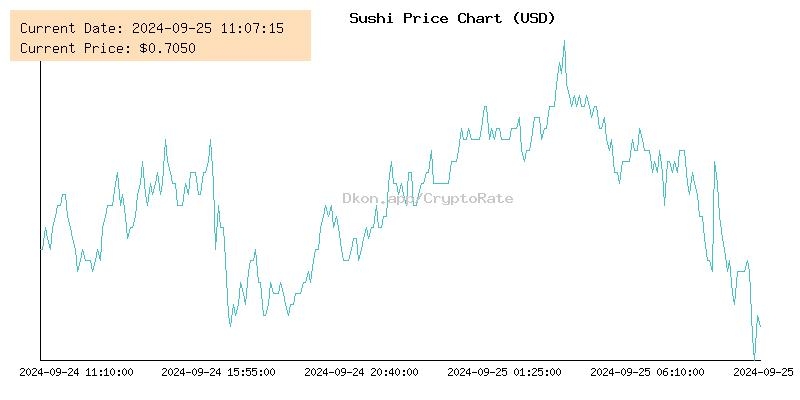 Sushi Price Chart (USD)
Current Date: 2024-09-25 11:07:15
Current Price: $0.7050
Dkon.app/CryptoRate
2024-09-24 11:10:00 2024-09-24 15:55:00 2024-09-24 20:40:00 2024-09-25 01:25:00 2024-09-25 06:10:00 2024-09-25